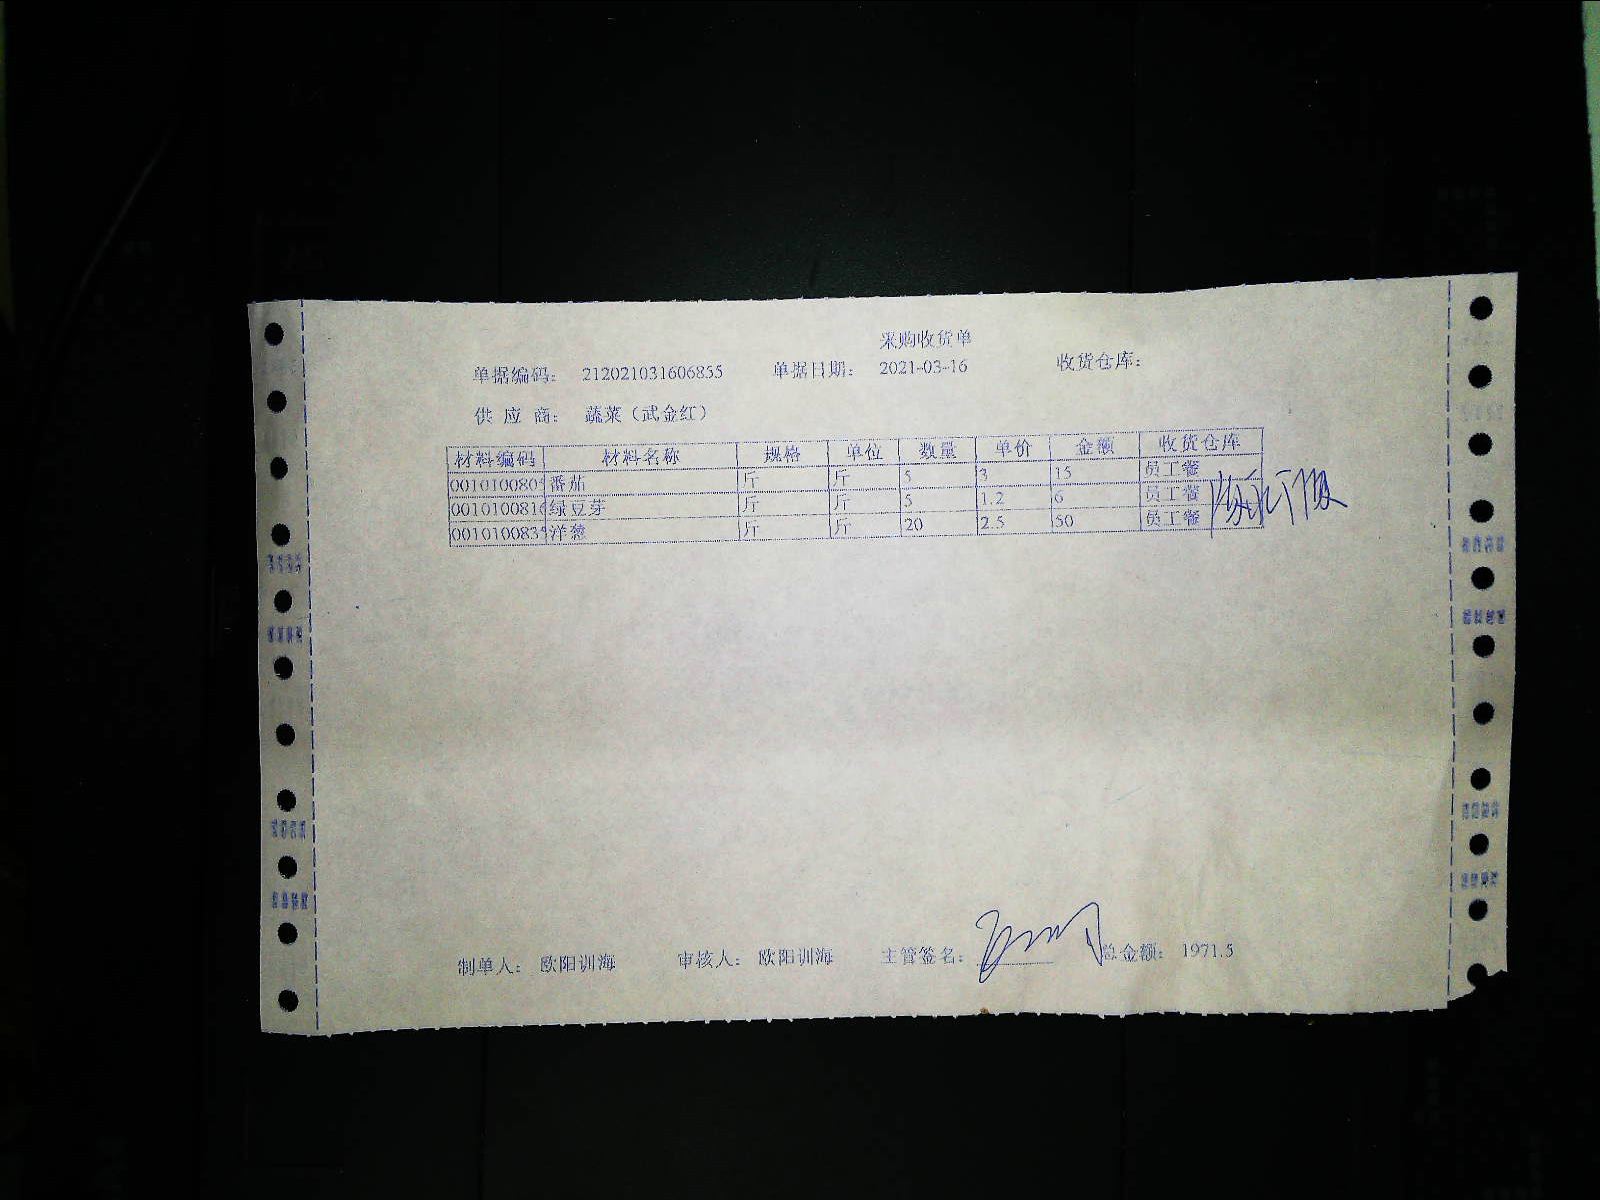 采购收货单
单据编码： 212021031606855 单据日期： 2021-03-16 收货仓库：
供 应 商： 蔬菜（武金红）
材料编码 材料名称 规格 单位 数量 单价 金额 收货仓库
0010100805 番茄 斤 斤 5 3 15 员工餐
0010100816 绿豆芽 斤 斤 5 1.2 6 员工餐
001010083 洋葱 斤 斤 20 2.5 50 员工餐
制单人： 欧阳训海 审核人： 欧阳训海 主管签名： 总金额： 1971.5